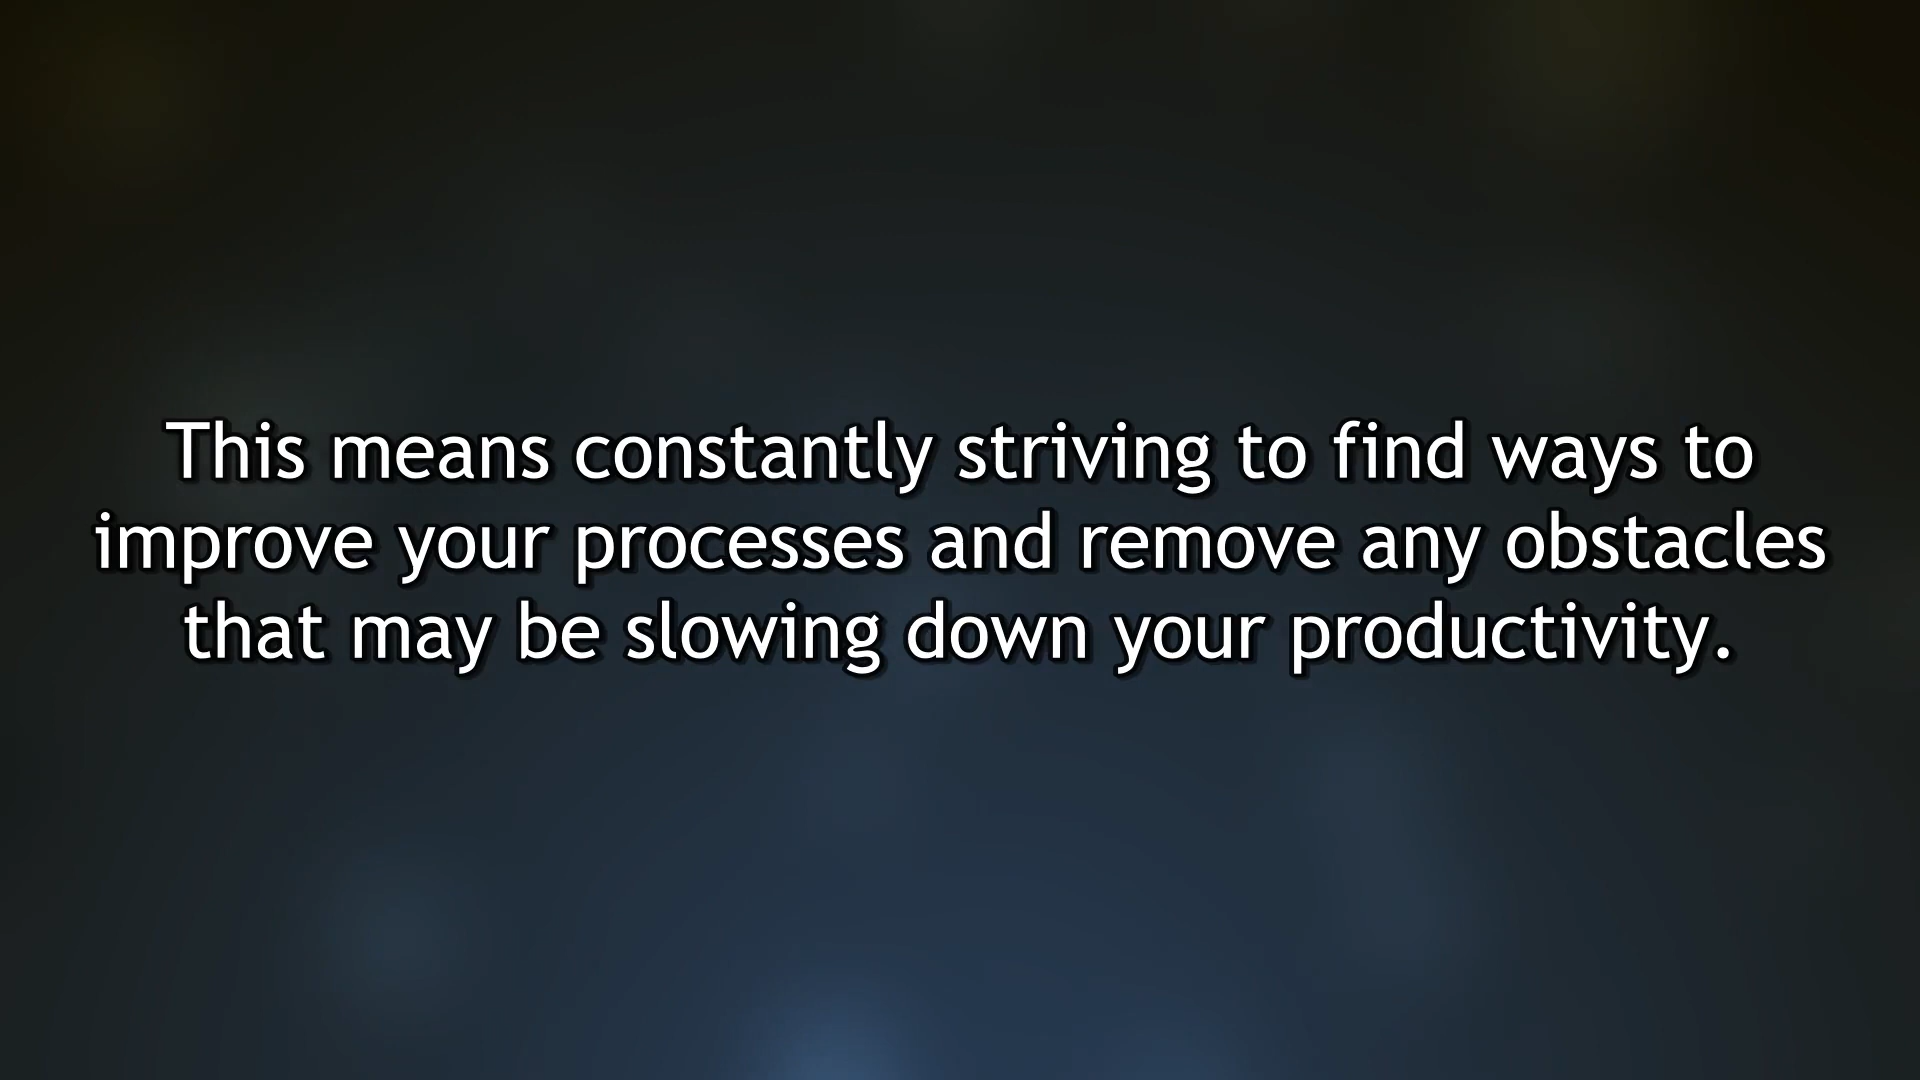 This means constantly striving to find ways to
improve your processes and remove any obstacles
that may be slowing down your productivity.